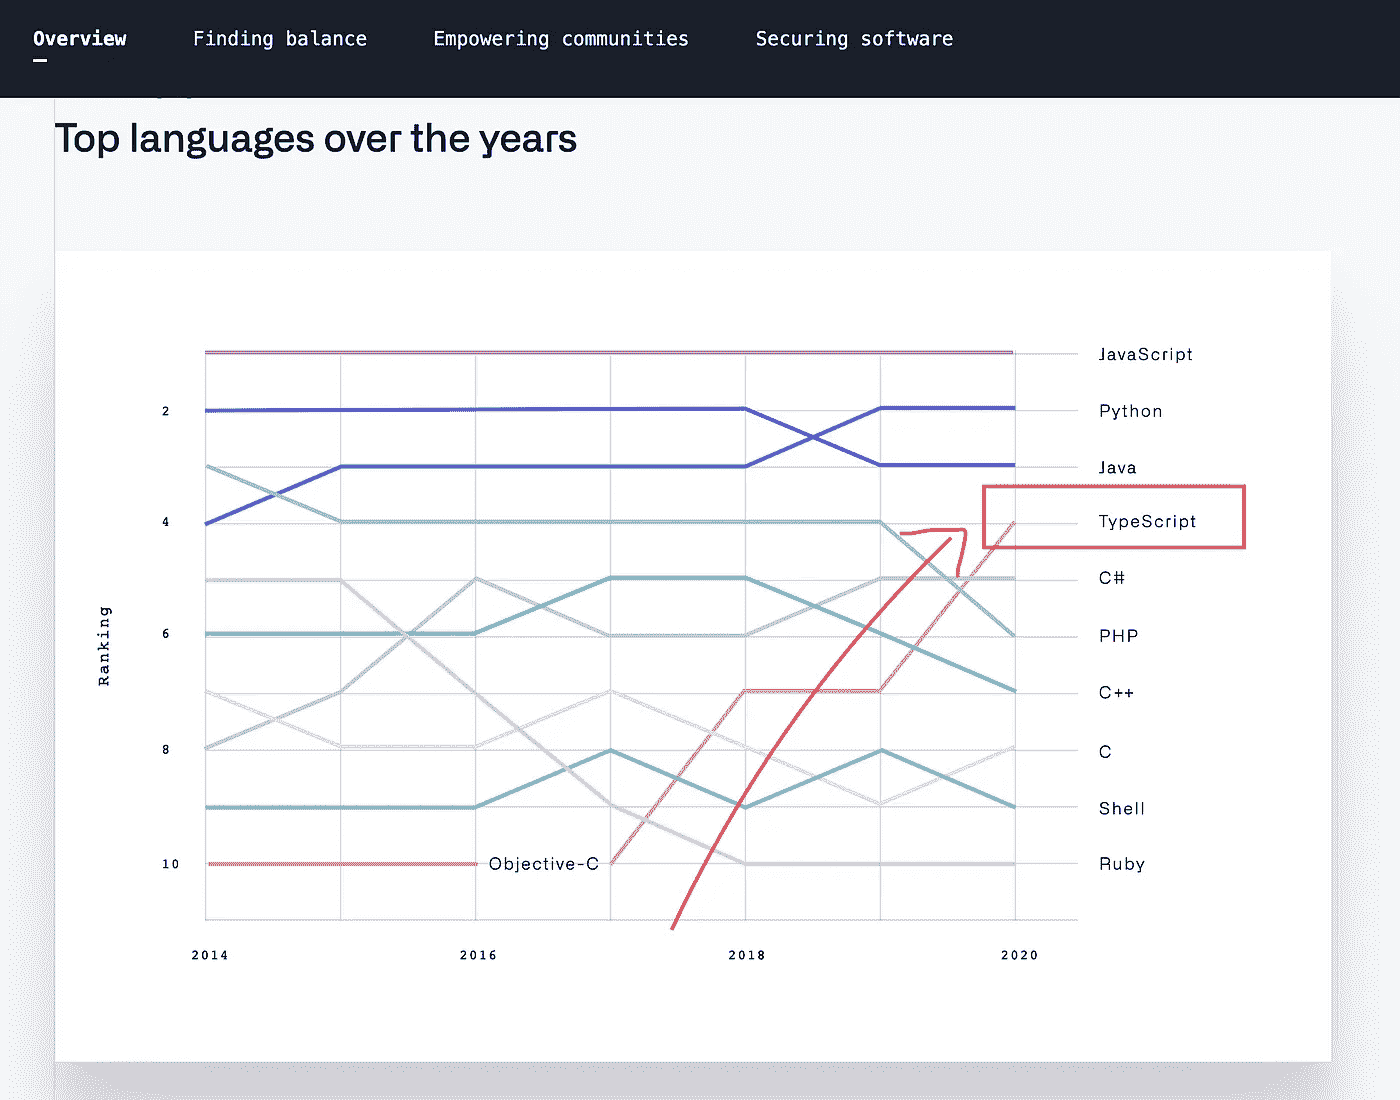 Overview Finding balance Empowering communities Securing software
Top languages over the years
JavaScript
2 Python
Java
4 TypeScript
C#
6 PHP
C++
8 C
Shell
10 Objective-C Ruby
Ranking
2014 2016 2018 2020